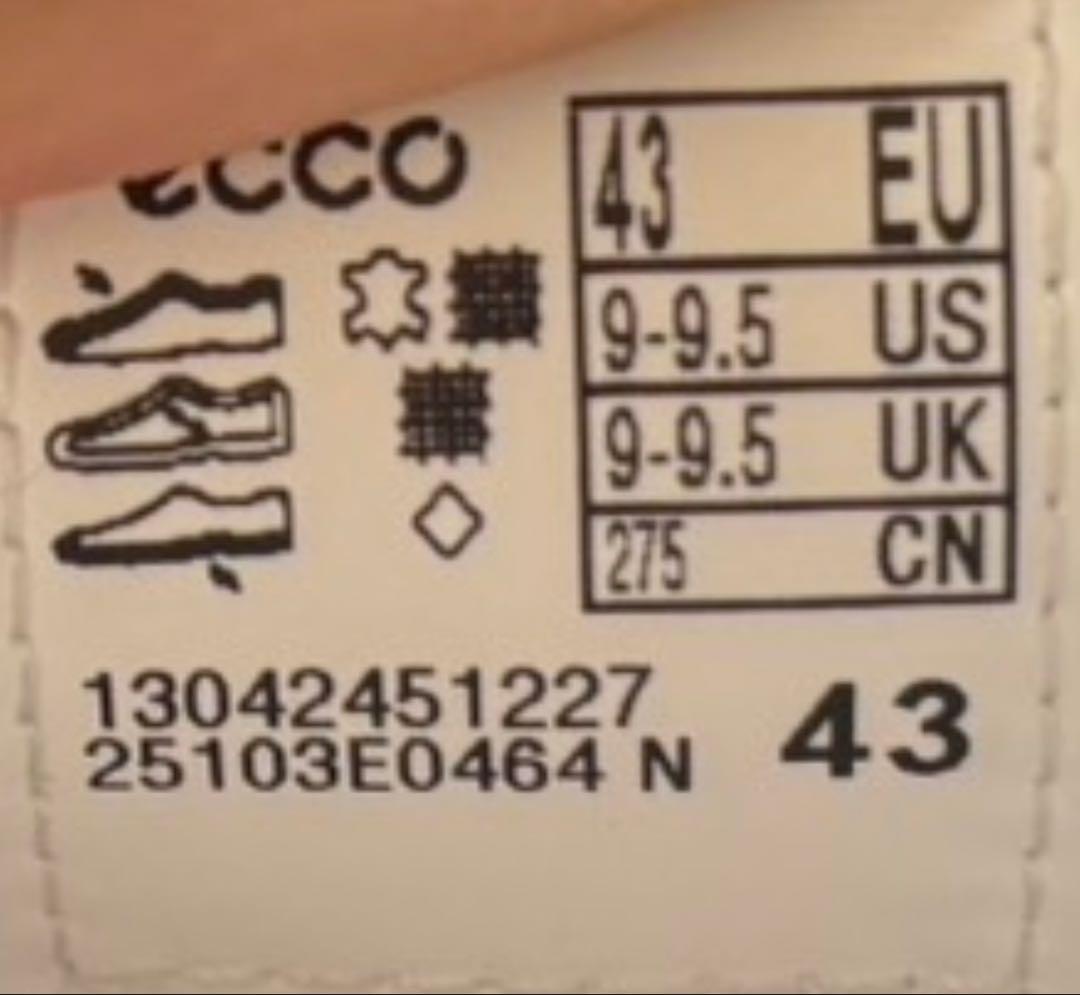 ecco
43 EU
9-9.5 US
9-9.5 UK
275 CN
13042451227
25103E0464 N
43